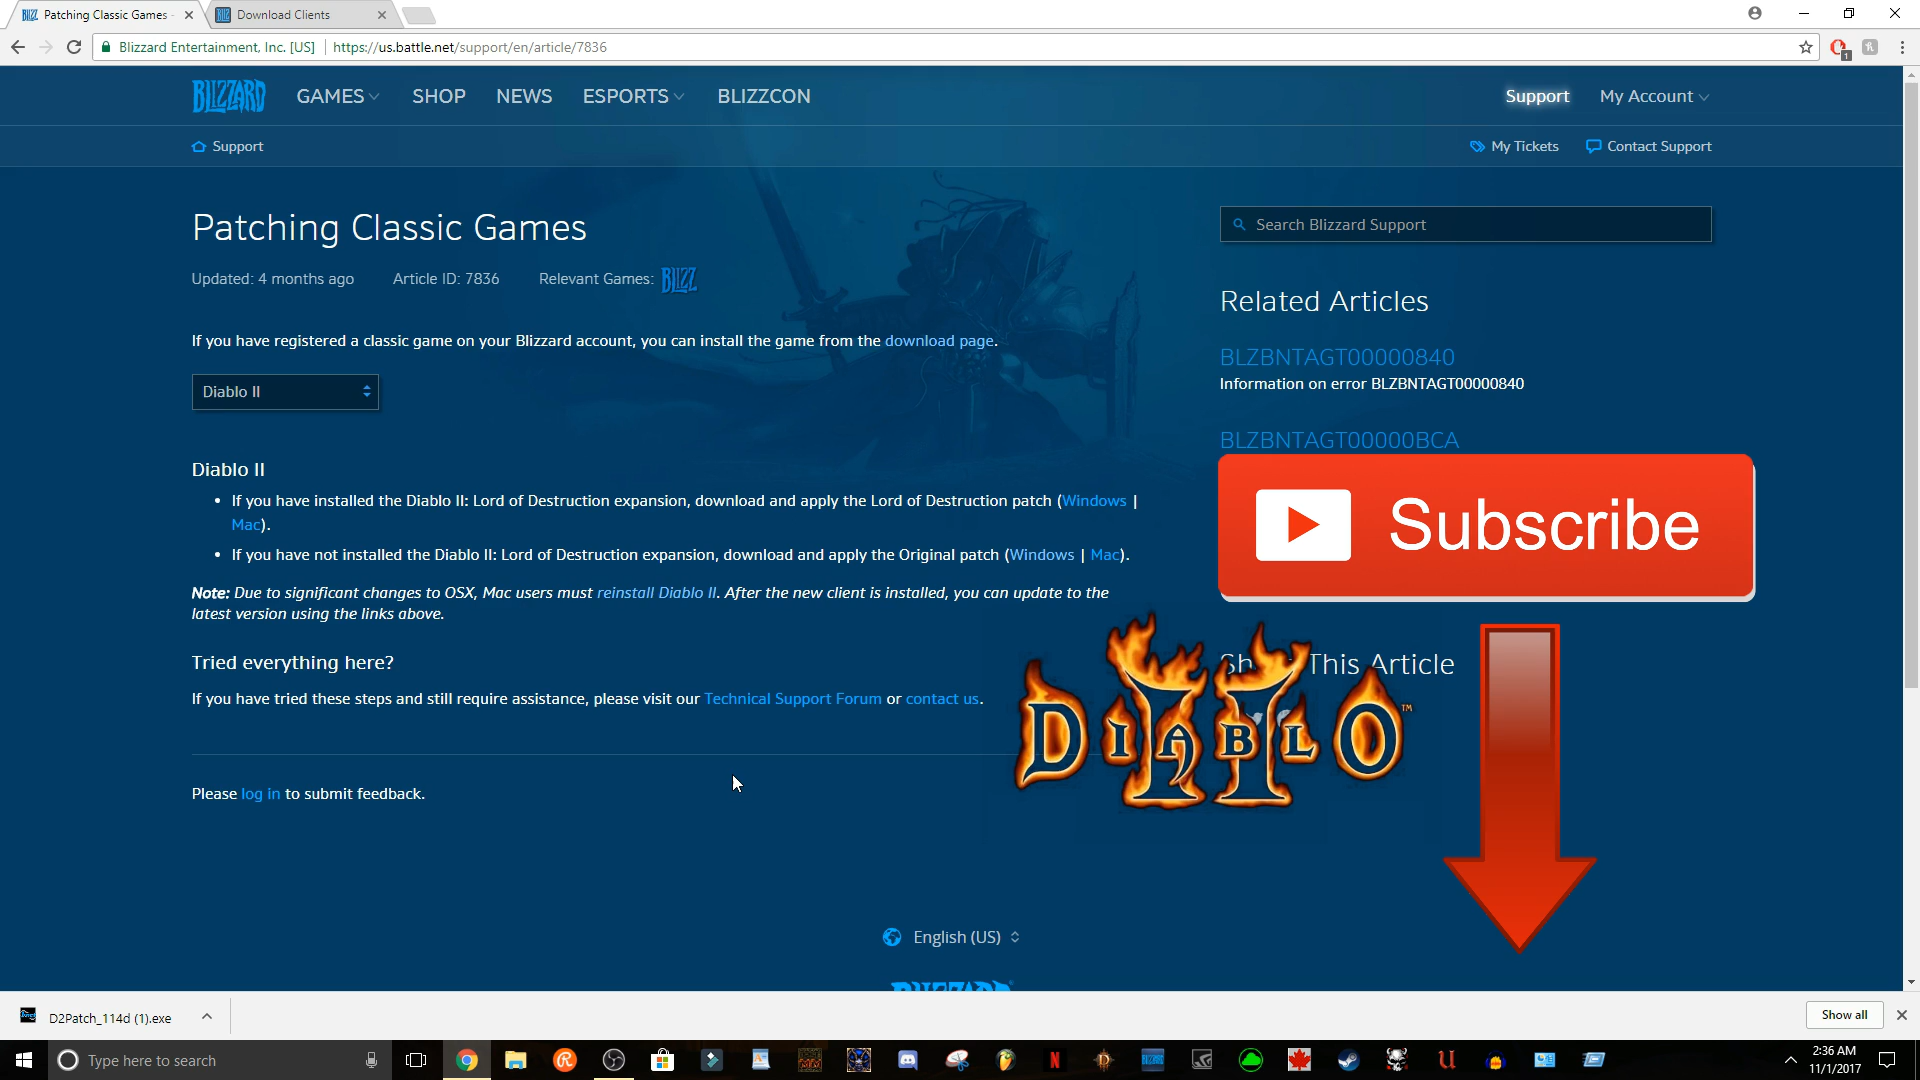 Patching Classic Games -
Download Clients
Blizzard Entertainment, Inc. [US]
https://us.battle.net/support/en/article/7836
1
BLIZZARD
GAMES
SHOP
NEWS
ESPORTS
BLIZZCON
Support
My Account
Support
My Tickets
Contact Support
Patching Classic Games
Search Blizzard Support
Updated: 4 months ago
Article ID: 7836
Relevant Games:
BLIZZ
If you have registered a classic game on your Blizzard account, you can install the game from the download page.
Diablo II
Diablo II
• If you have installed the Diablo II: Lord of Destruction expansion, download and apply the Lord of Destruction patch (Windows |
Mac).
• If you have not installed the Diablo II: Lord of Destruction expansion, download and apply the Original patch (Windows | Mac).
Note: Due to significant changes to OSX, Mac users must reinstall Diablo II. After the new client is installed, you can update to the
latest version using the links above.
Tried everything here?
If you have tried these steps and still require assistance, please visit our Technical Support Forum or contact us.
Please log in to submit feedback.
Related Articles
BLZBNTAGT00000840
Information on error BLZBNTAGT00000840
BLZBNTAGT00000BCA
Subscribe
This Article
DIABLO II™
English (US)
BLIZZARD
D2Patch_114d (1).exe
Show all
Type here to search
2:36 AM
11/1/2017